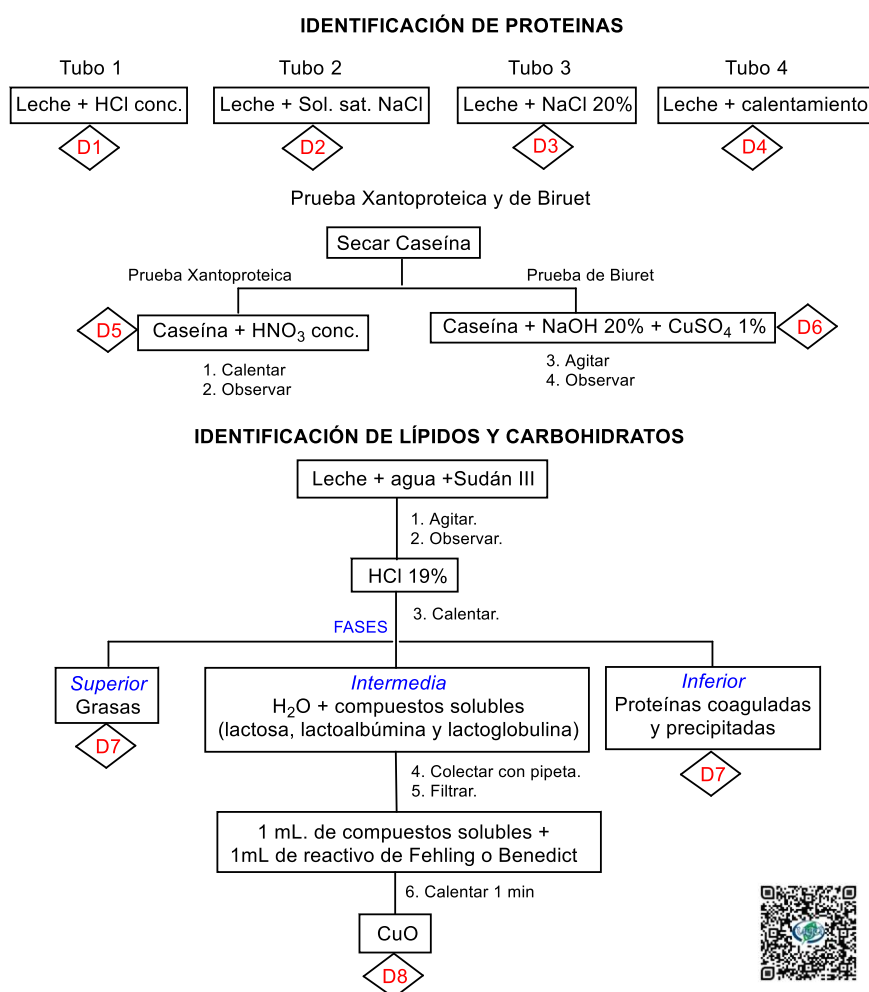 IDENTIFICACIÓN DE PROTEINAS
Tubo 1
Tubo 2
Tubo 3
Tubo 4
Leche + HCl conc.
Leche + Sol. sat. NaCl
Leche + NaCl 20%
Leche + calentamiento
D1
D2
D3
D4
Prueba Xantoproteica y de Biruet
Secar Caseína
Prueba Xantoproteica
Prueba de Biuret
D5
Caseína + HNO3 conc.
Caseína + NaOH 20% + CuSO4 1%
D6
1. Calentar
2. Observar
3. Agitar
4. Observar
IDENTIFICACIÓN DE LÍPIDOS Y CARBOHIDRATOS
Leche + agua +Sudán III
1. Agitar.
2. Observar.
HCl 19%
3. Calentar.
FASES
Superior
Grasas
D7
Intermedia
H2O + compuestos solubles
(lactosa, lactoalbúmina y lactoglobulina)
Inferior
Proteínas coaguladas
y precipitadas
D7
4. Colectar con pipeta.
5. Filtrar.
1 mL. de compuestos solubles +
1mL de reactivo de Fehling o Benedict
6. Calentar 1 min
CuO
D8